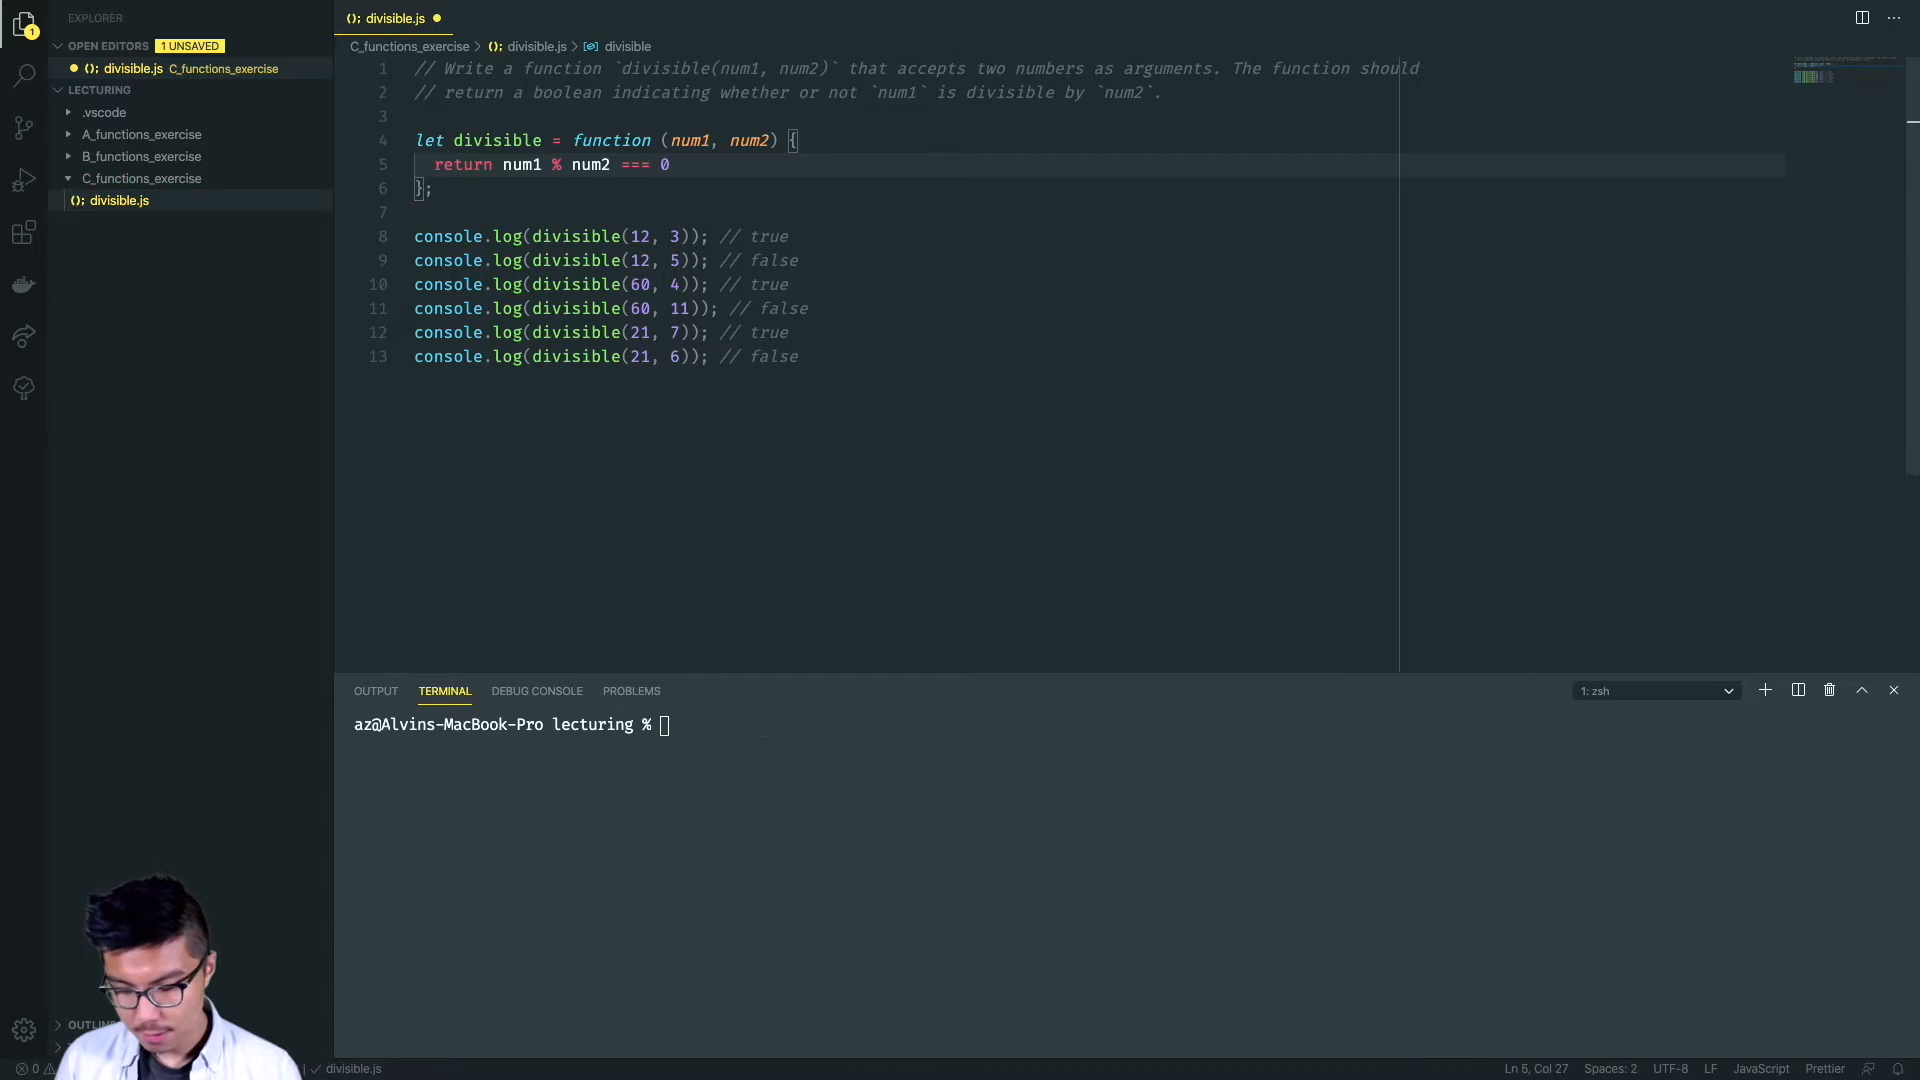 EXPLORER
OPEN EDITORS 1 UNSAVED
(); divisible.js C_functions_exercise
LECTURING
.vscode
A_functions_exercise
B_functions_exercise
C_functions_exercise
(); divisible.js
1
(); divisible.js
C_functions_exercise > (); divisible.js > divisible
1 // Write a function `divisible(num1, num2)` that accepts two numbers as arguments. The function should
2 // return a boolean indicating whether or not `num1` is divisible by `num2`.
3
4 let divisible = function (num1, num2) {
5 return num1 % num2 === 0
6 };
7
8 console.log(divisible(12, 3)); // true
9 console.log(divisible(12, 5)); // false
10 console.log(divisible(60, 4)); // true
11 console.log(divisible(60, 11)); // false
12 console.log(divisible(21, 7)); // true
13 console.log(divisible(21, 6)); // false
OUTPUT TERMINAL DEBUG CONSOLE PROBLEMS 1: zsh
az@Alvins-MacBook-Pro lecturing %
0 divisible.js Ln 5, Col 27 Spaces: 2 UTF-8 LF JavaScript Prettier